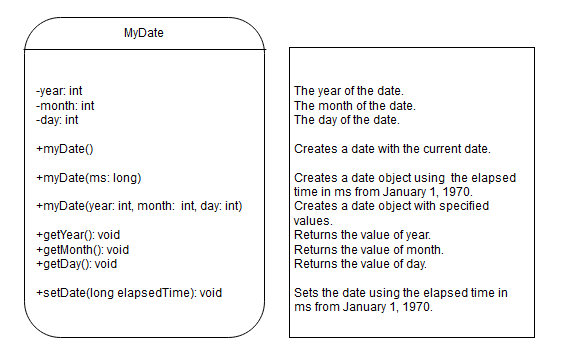 MyDate
-year: int
-month: int
-day: int
+myDate()
+myDate(ms: long)
+myDate(year: int, month: int, day: int)
+getYear(): void
+getMonth(): void
+getDay(): void
+setDate(long elapsedTime): void
The year of the date.
The month of the date.
The day of the date.
Creates a date with the current date.
Creates a date object using the elapsed
time in ms from January 1, 1970.
Creates a date object with specified
values.
Returns the value of year.
Returns the value of month.
Returns the value of day.
Sets the date using the elapsed time in
ms from January 1, 1970.